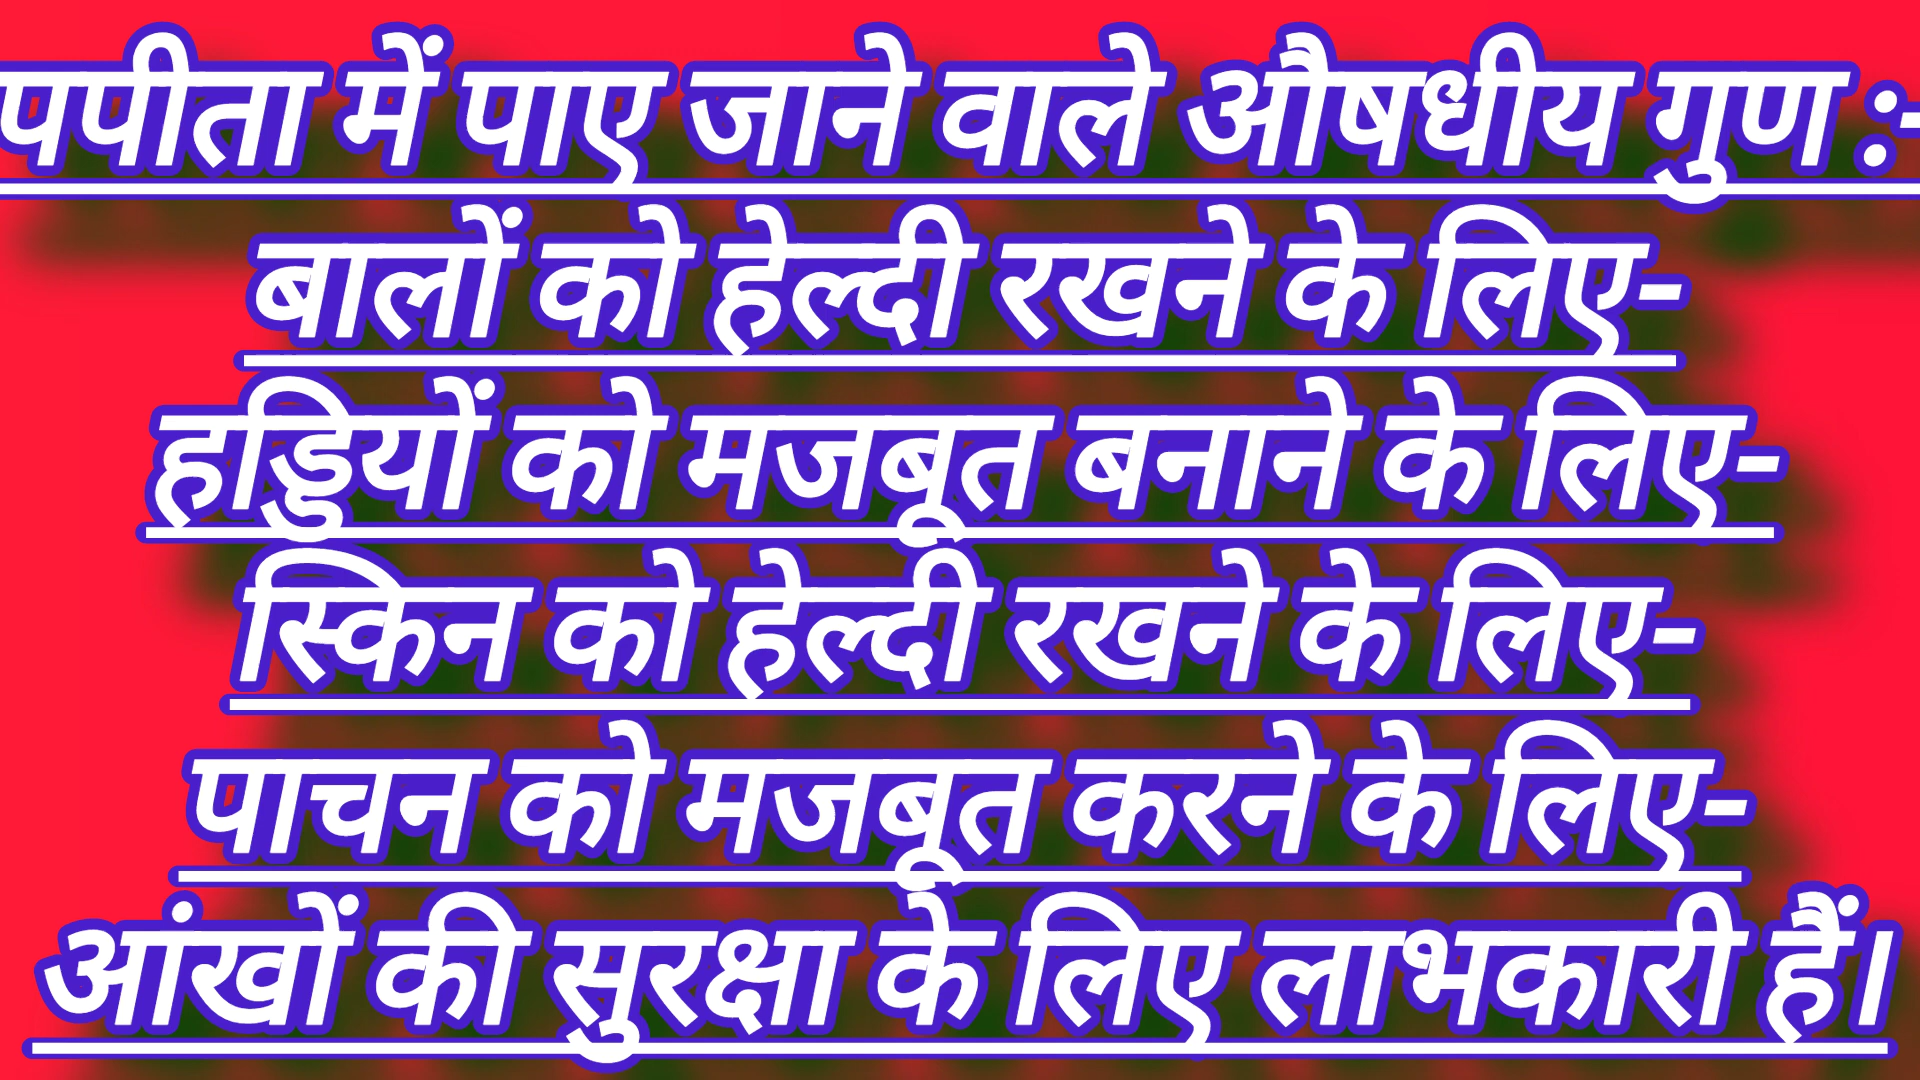 पपीता में पाए जाने वाले औषधीय गुण :-
बालों को हेल्दी रखने के लिए-
हड्डियों को मजबूत बनाने के लिए-
स्किन को हेल्दी रखने के लिए-
पाचन को मजबूत करने के लिए-
आंखों की सुरक्षा के लिए लाभकारी हैं।